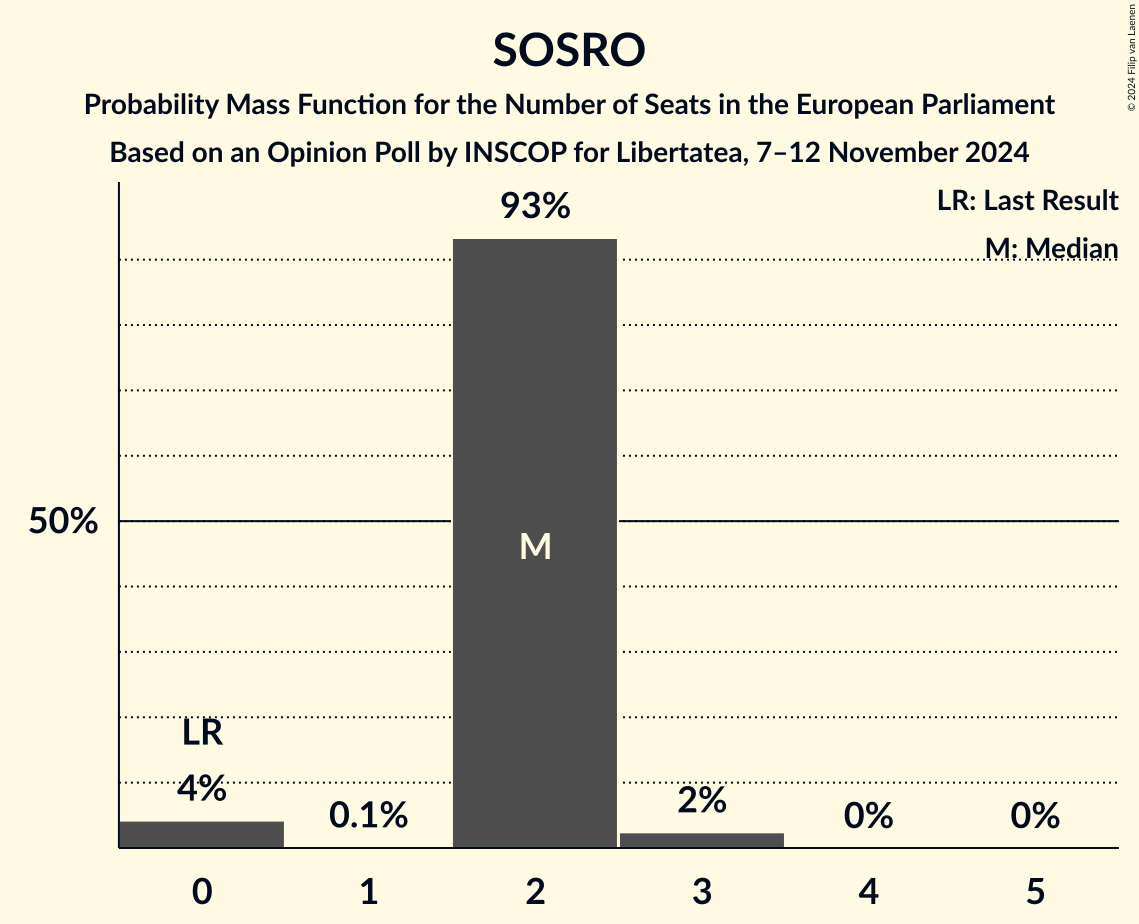 SOSRO
Probability Mass Function for the Number of Seats in the European Parliament
Based on an Opinion Poll by INSCOP for Libertatea, 7–12 November 2024
© 2024 Filip van Laenen
LR: Last Result
M: Median
93%
50%
M
LR
4%
0.1%
2%
0%
0%
0
1
2
3
4
5